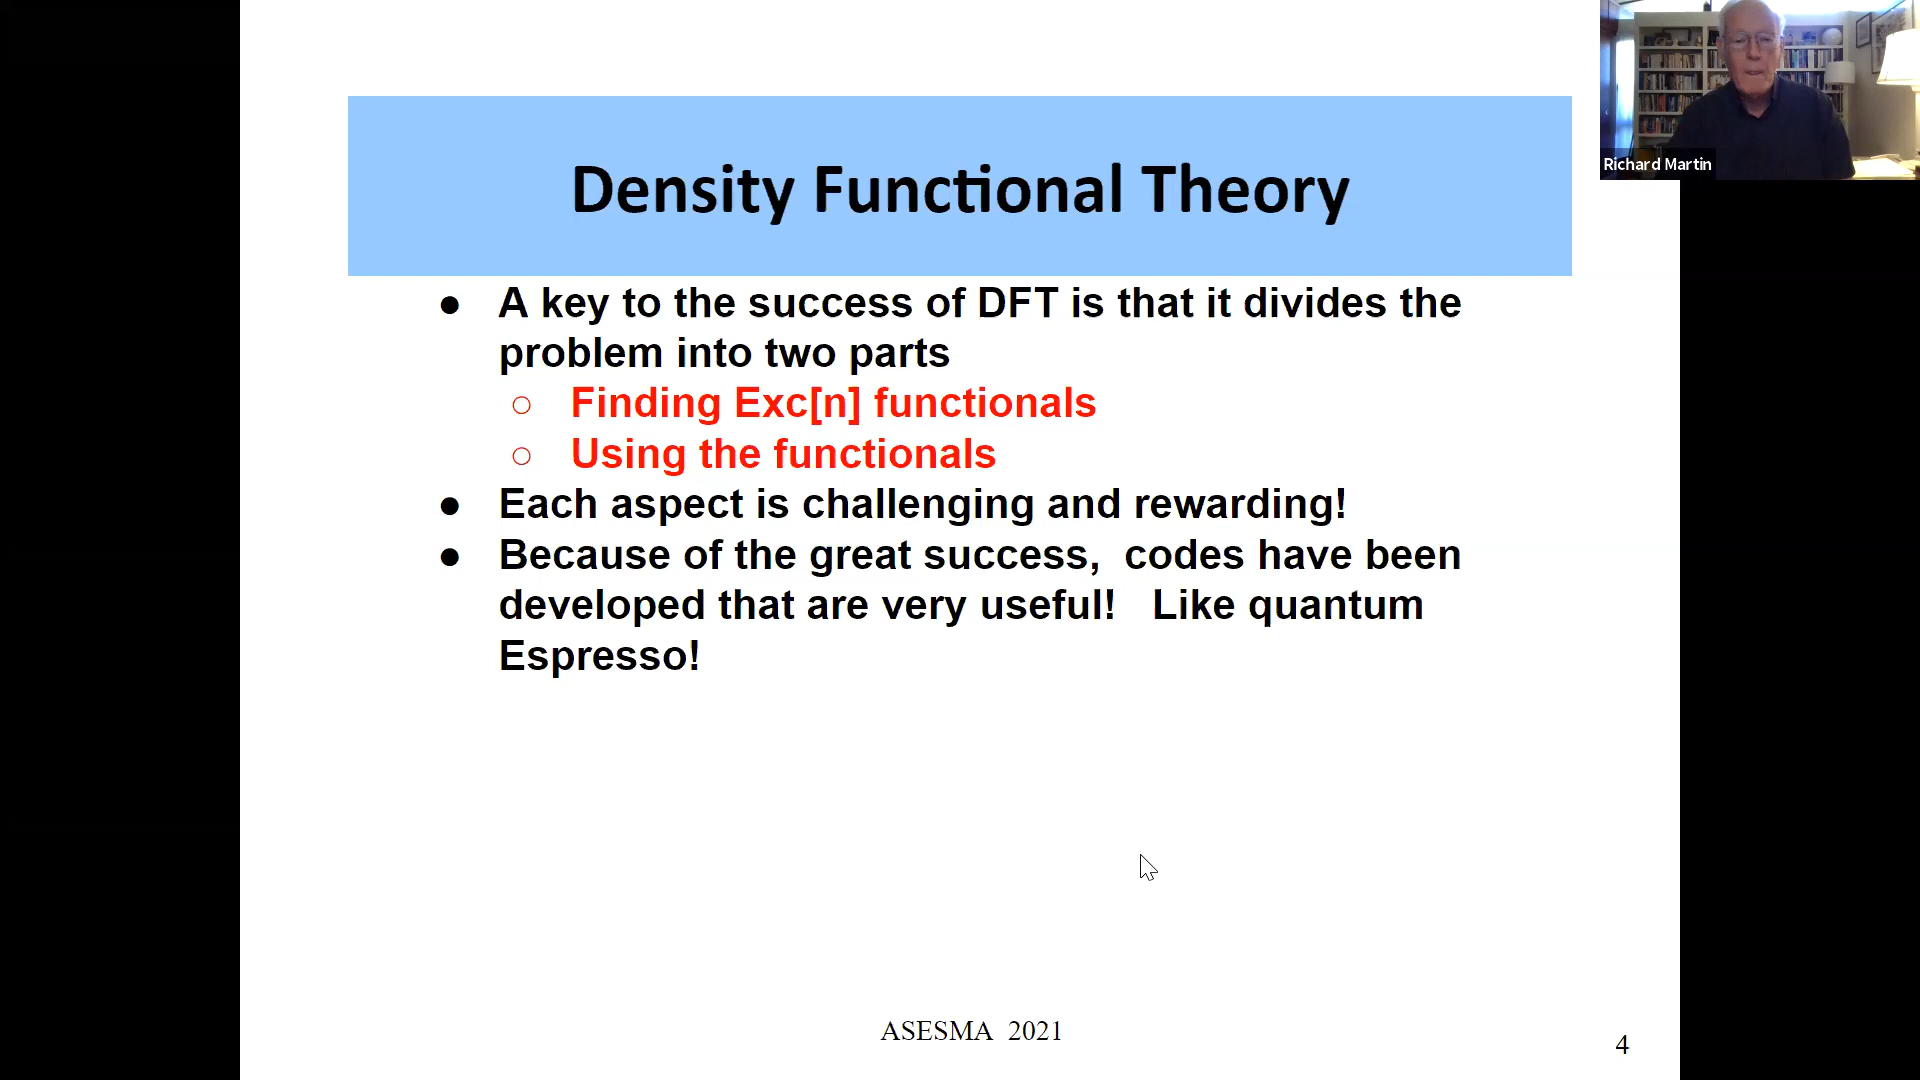 Richard Martin
Density Functional Theory
● A key to the success of DFT is that it divides the
problem into two parts
○ Finding Exc[n] functionals
○ Using the functionals
● Each aspect is challenging and rewarding!
● Because of the great success,  codes have been
developed that are very useful!   Like quantum
Espresso!
ASESMA  2021
4